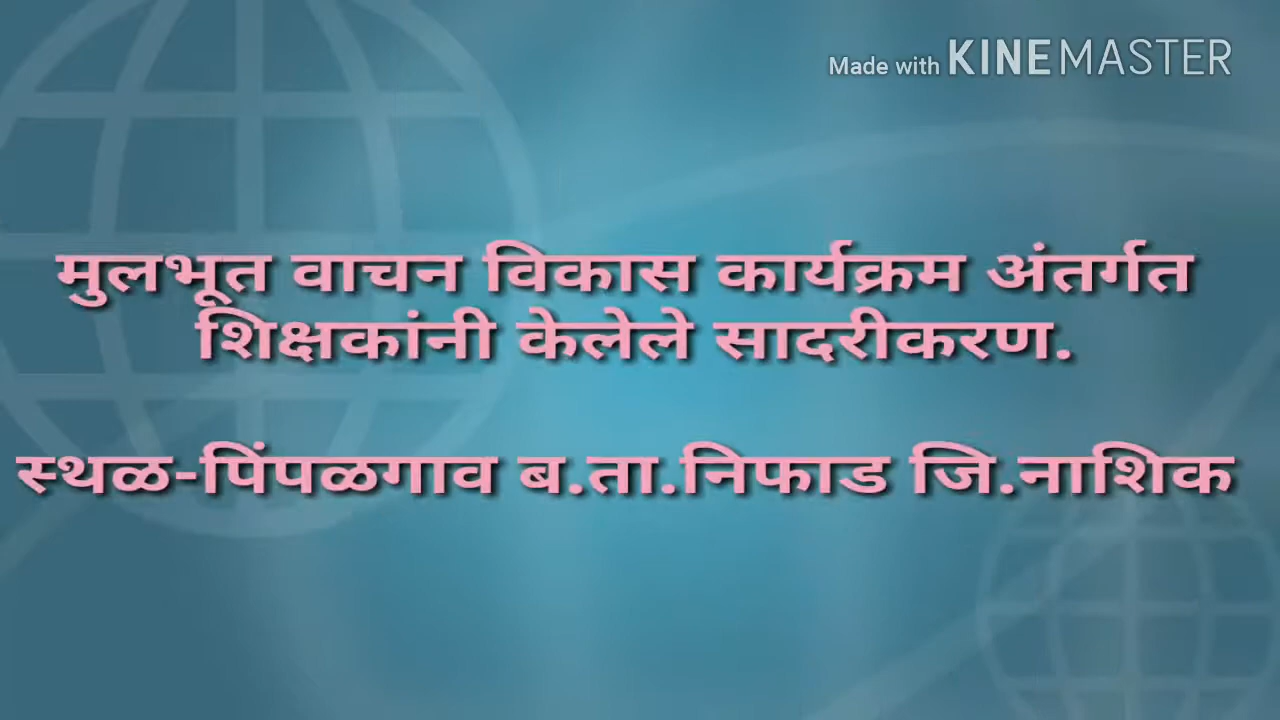 Made with KINEMASTER
मुलभूत वाचन विकास कार्यक्रम अंतर्गत
शिक्षकांनी केलेले सादरीकरण.
स्थळ-पिंपळगाव ब.ता.निफाड जि.नाशिक